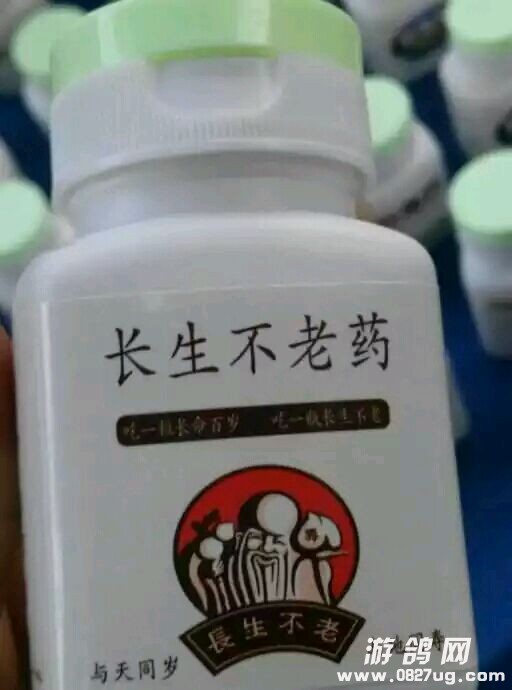 长生不老药
吃一粒长命百岁 吃一瓶长生不老
長生不老
与天同岁
游鸽网
www.0827ug.com